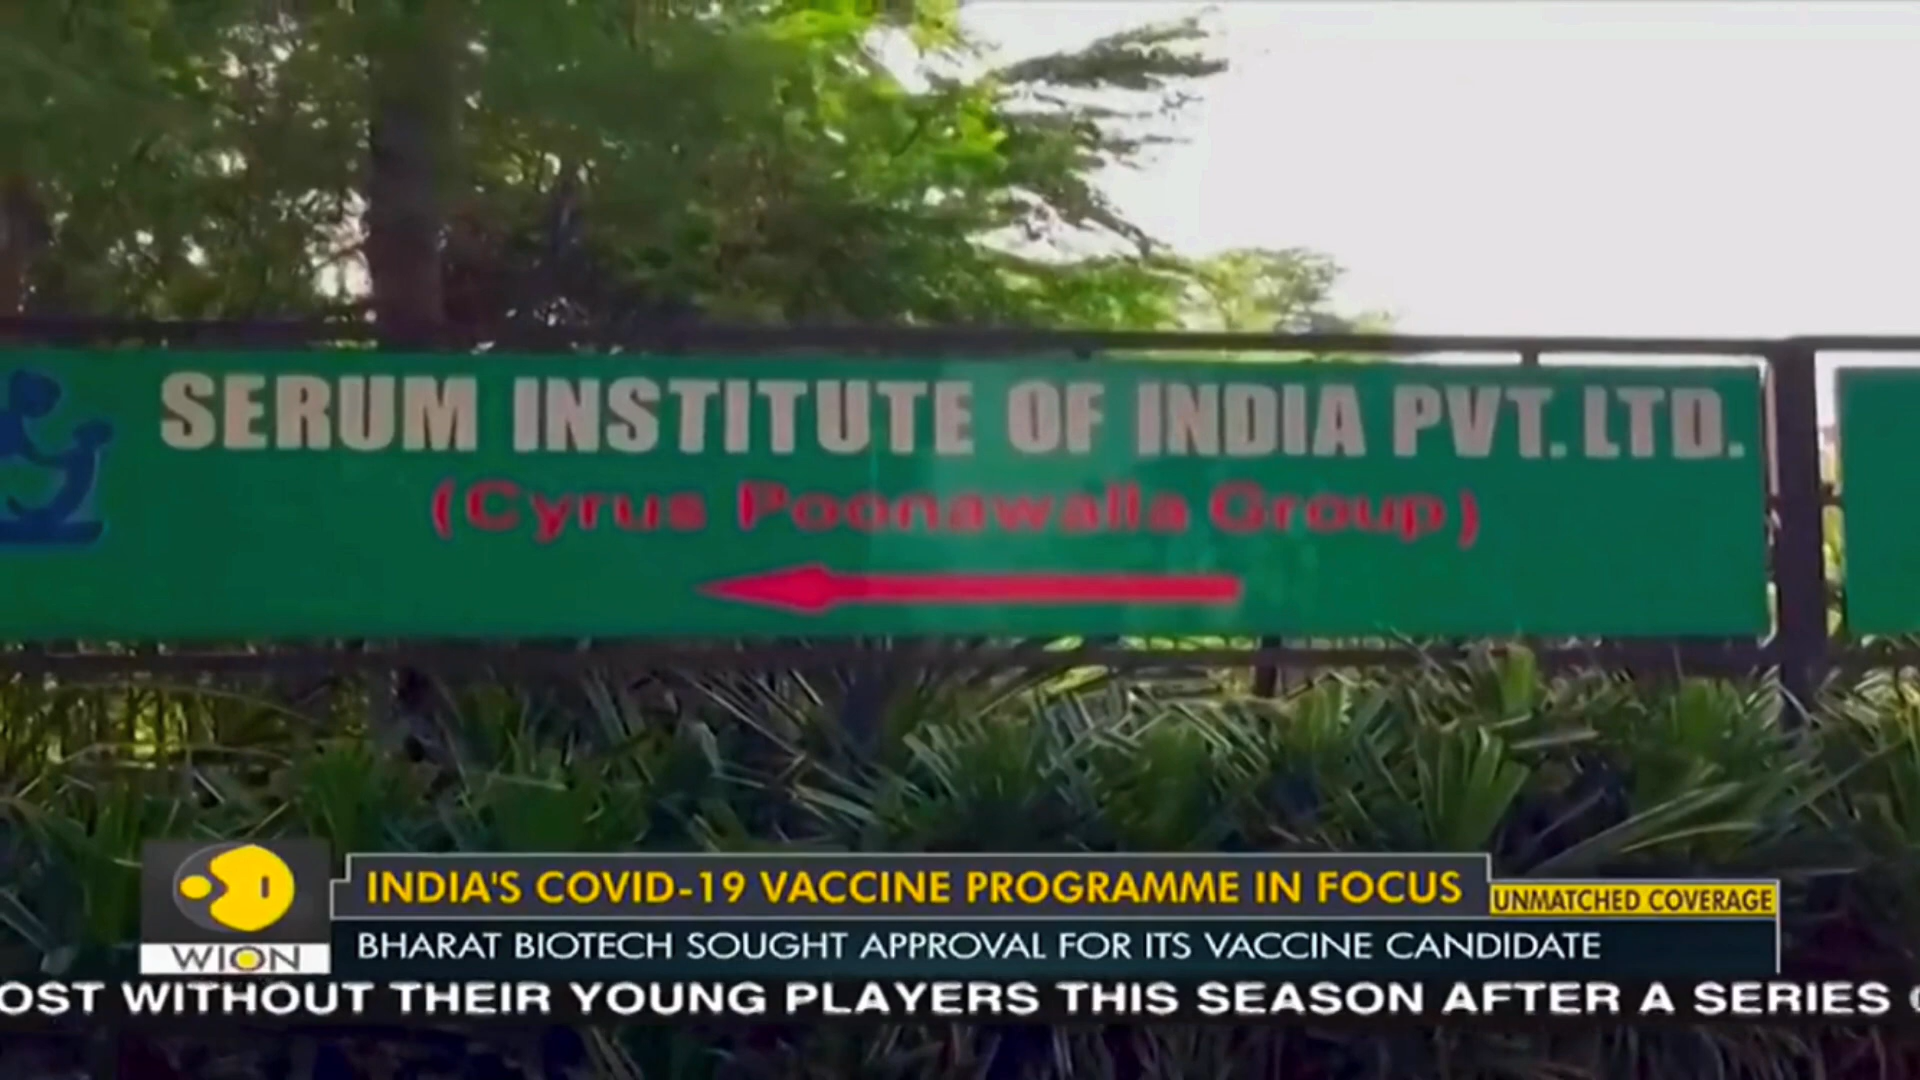 SERUM INSTITUTE OF INDIA PVT. LTD.
(Cyrus Poonawalla Group)
INDIA'S COVID-19 VACCINE PROGRAMME IN FOCUS
UNMATCHED COVERAGE
WION
BHARAT BIOTECH SOUGHT APPROVAL FOR ITS VACCINE CANDIDATE
WITHOUT THEIR YOUNG PLAYERS THIS SEASON AFTER A SERIES